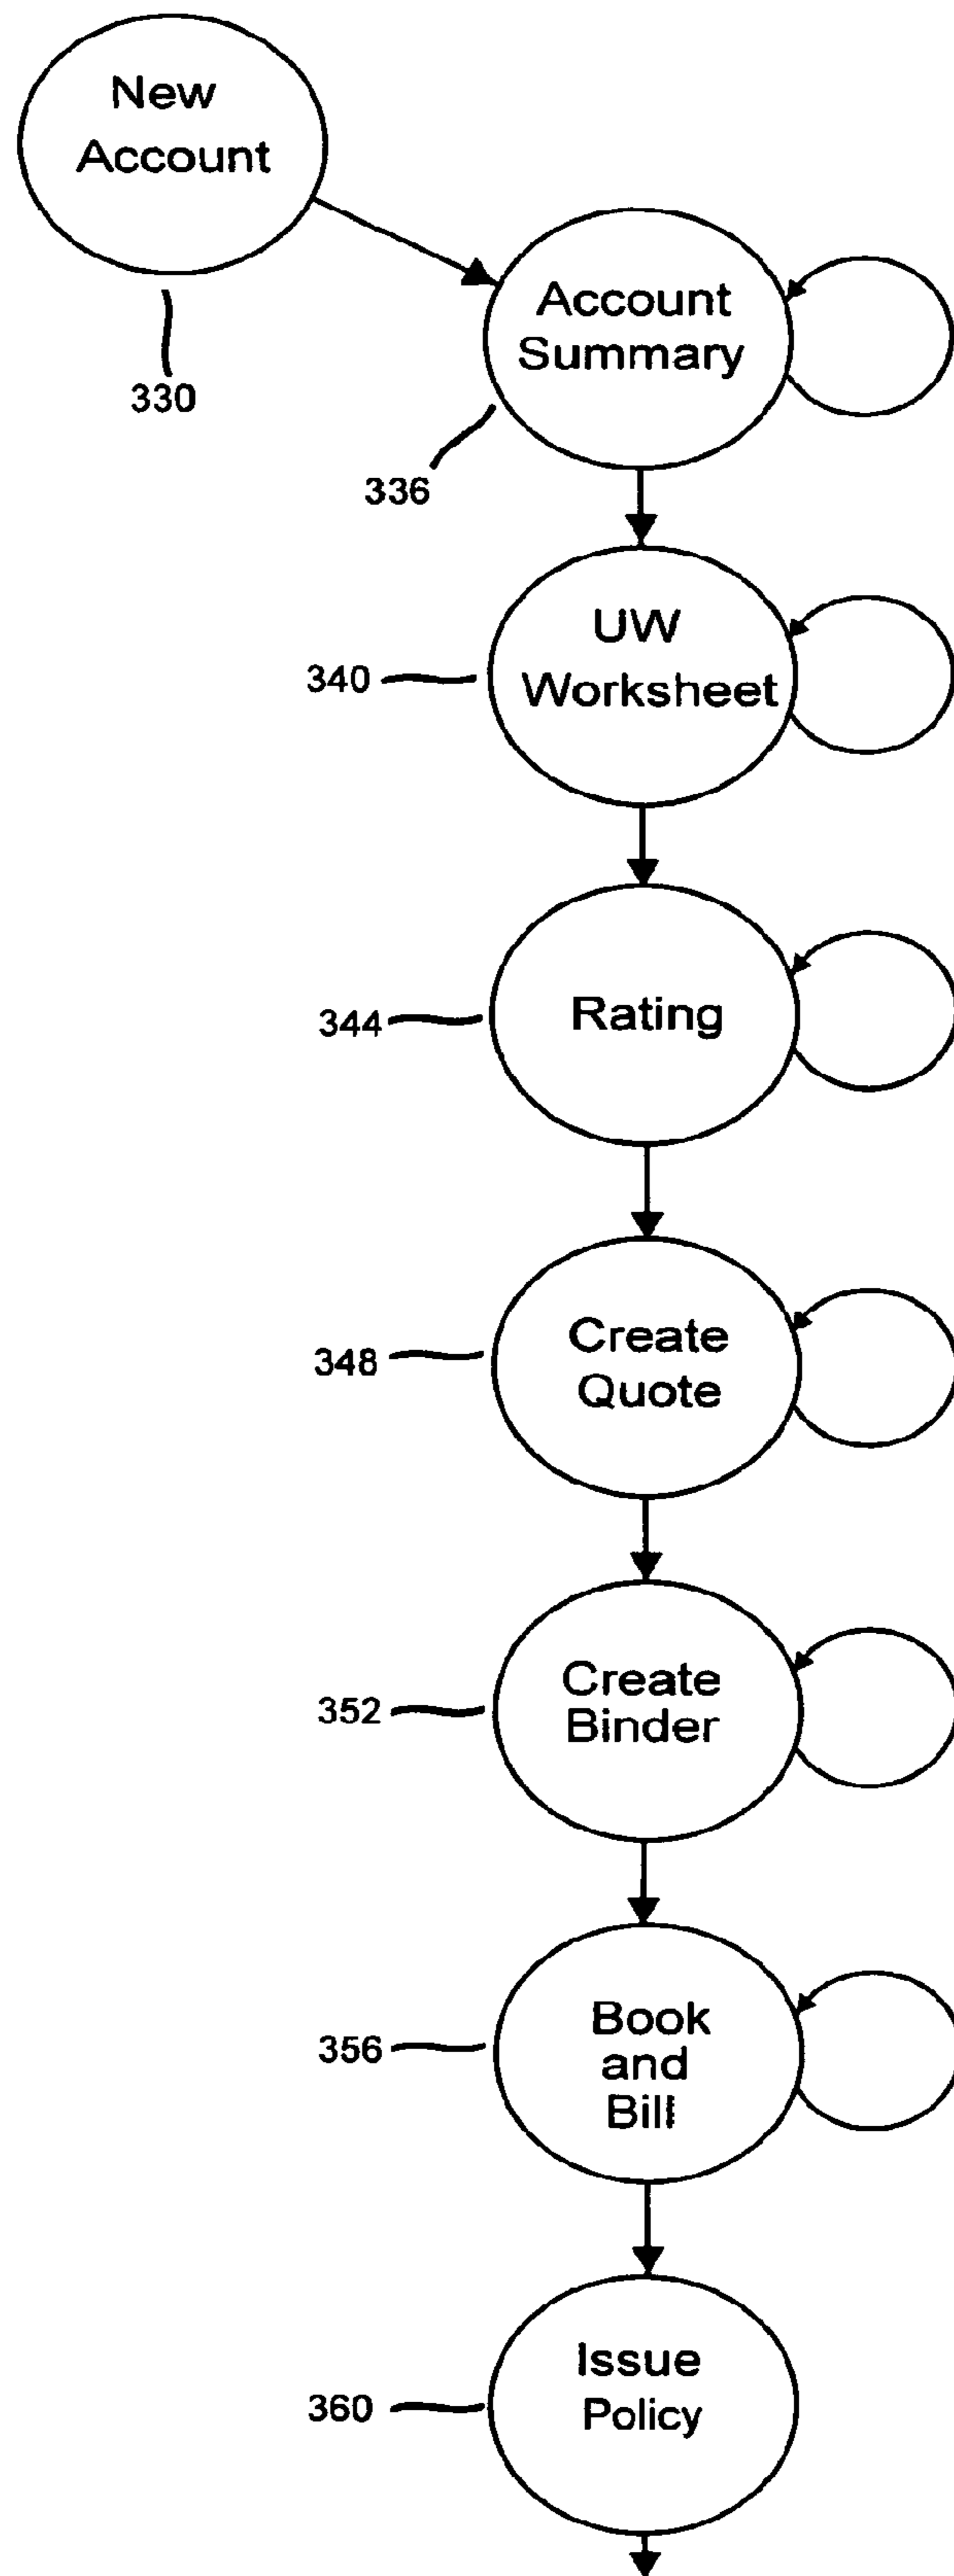 New
Account
330
Account
Summary
336
UW
Worksheet
340
Rating
344
Create
Quote
348
Create
Binder
352
Book
and
Bill
356
Issue
Policy
360